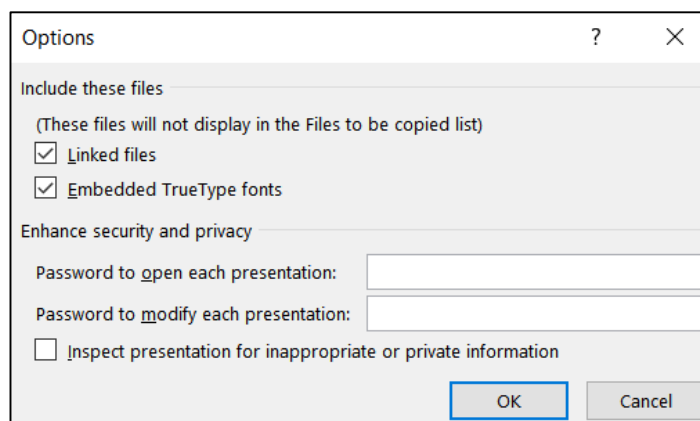 Options ?
Include these files
(These files will not display in the Files to be copied list)
Linked files
Embedded TrueType fonts
Enhance security and privacy
Password to open each presentation:
Password to modify each presentation:
Inspect presentation for inappropriate or private information
OK Cancel